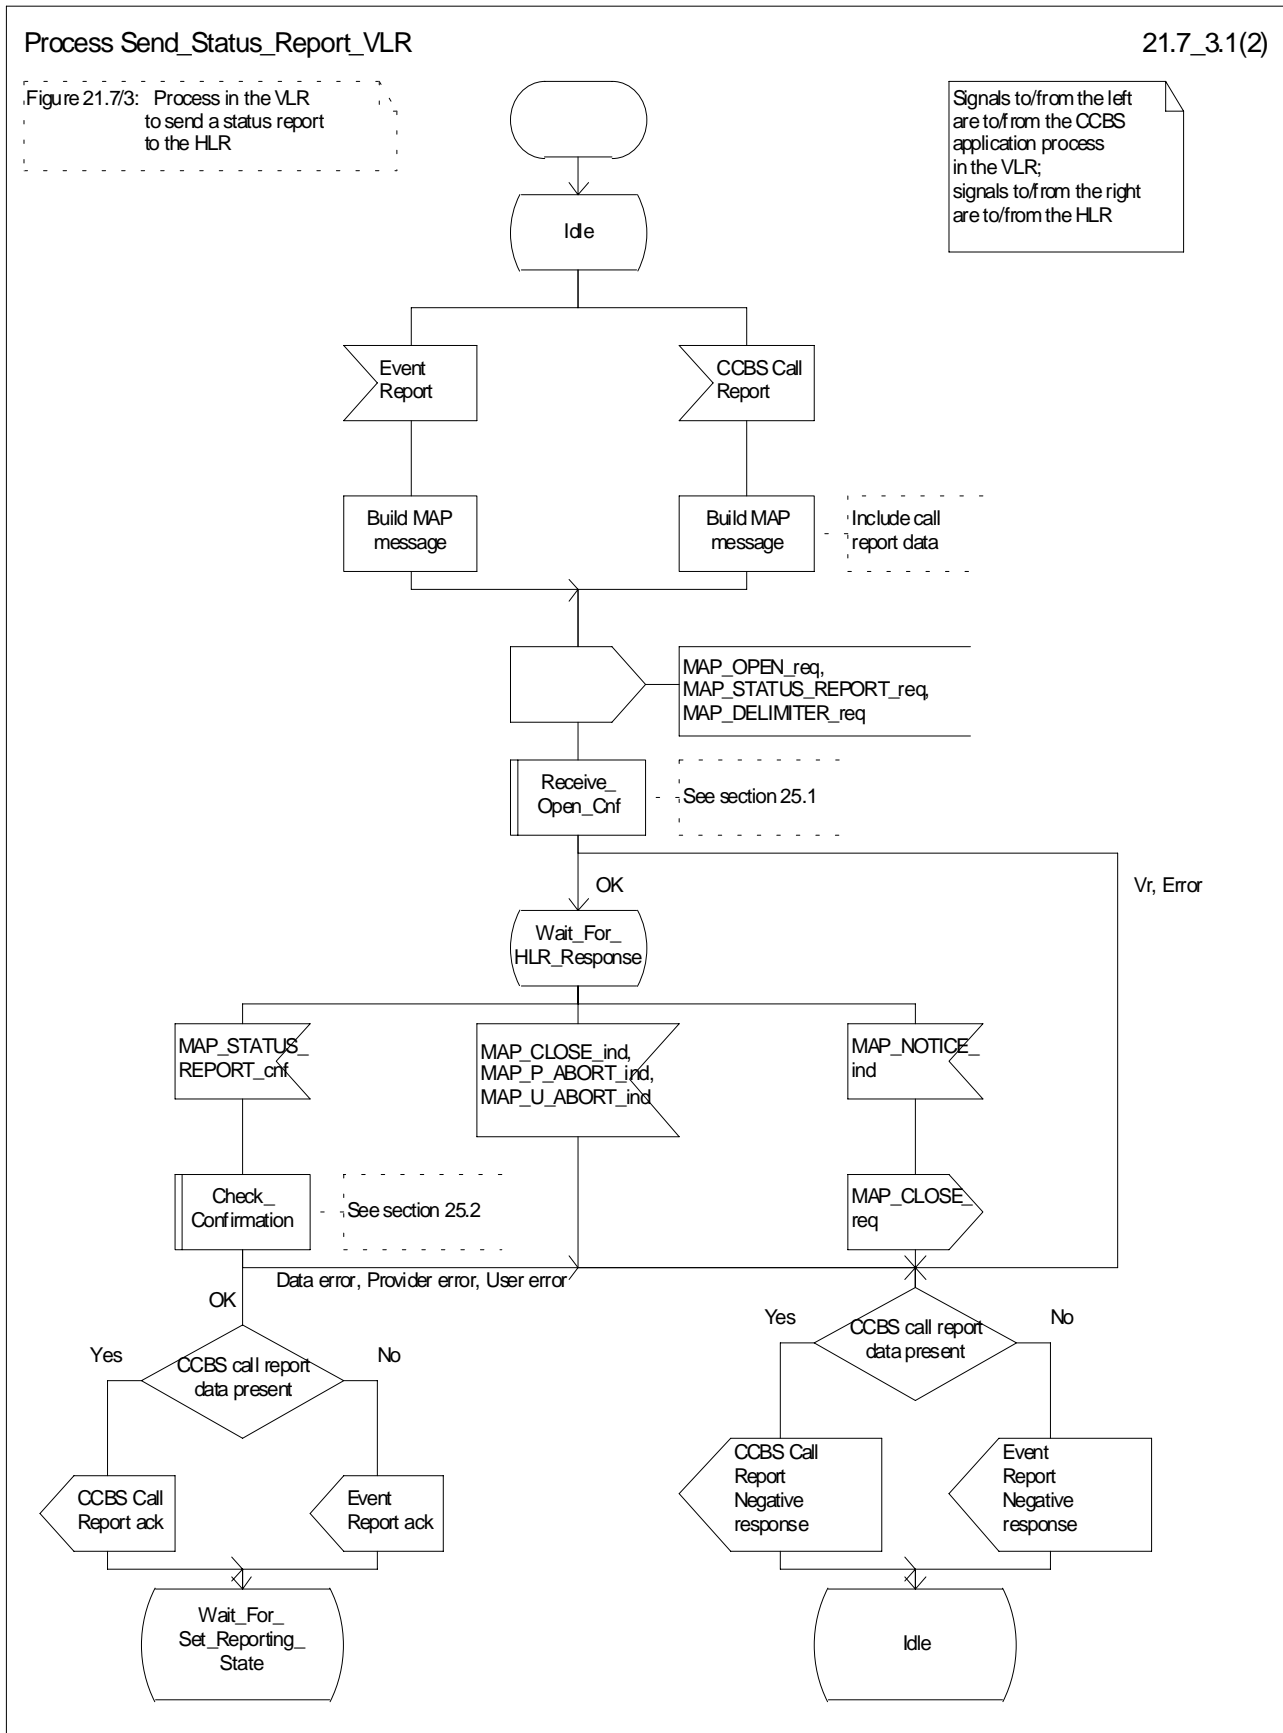 Process Send_Status_Report_VLR
21.7_3.1(2)
Figure 21.7/3: Process in the VLR
to send a status report
to the HLR
Signals to/from the left
are to/from the CCBS
application process
in the VLR;
signals to/from the right
are to/from the HLR
Idle
Event
Report
CCBS Call
Report
Build MAP
message
Build MAP
message
Include call
report data
MAP_OPEN_req,
MAP_STATUS_REPORT_req,
MAP_DELIMITER_req
Receive_
Open_Cnf
See section 25.1
OK
Vr, Error
Wait_For_
HLR_Response
MAP_STATUS_
REPORT_cnf
MAP_CLOSE_ind,
MAP_P_ABORT_ind,
MAP_U_ABORT_ind
MAP_NOTICE_
ind
Check_
Confirmation
See section 25.2
MAP_CLOSE_
req
Data error, Provider error, User error
OK
Yes
CCBS call report
data present
No
Yes
CCBS call report
data present
No
CCBS Call
Report ack
Event
Report ack
CCBS Call
Report
Negative
response
Event
Report
Negative
response
Wait_For_
Set_Reporting_
State
Idle